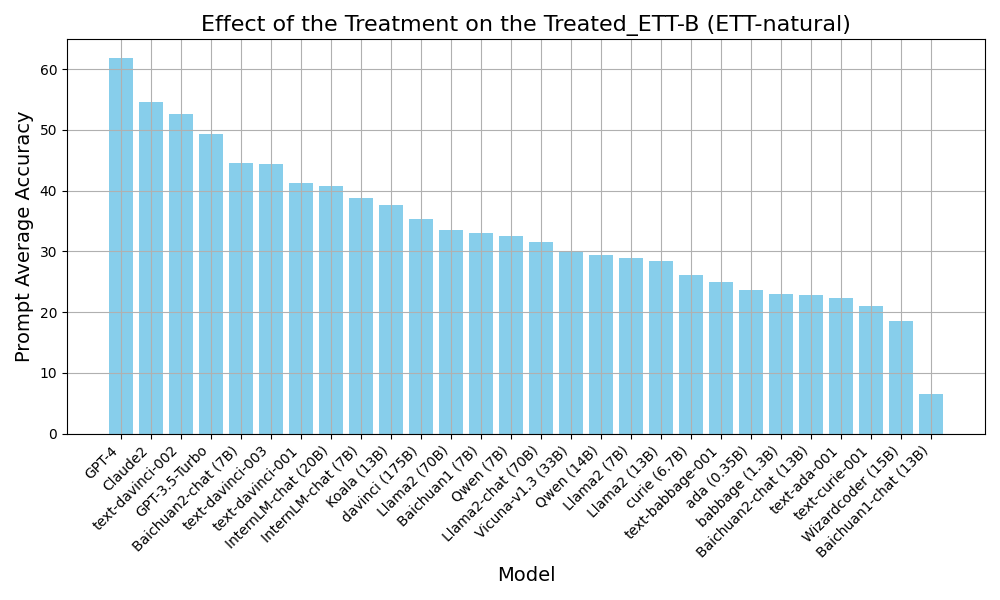 Effect of the Treatment on the Treated_ETT-B (ETT-natural)
Prompt Average Accuracy
60
50
40
30
20
10
0
GPT-4
Claude2
text-davinci-002
GPT-3.5-Turbo
Baichuan2-chat (7B)
text-davinci-003
text-davinci-001
InternLM-chat (20B)
InternLM-chat (7B)
Koala (13B)
davinci (175B)
Llama2 (70B)
Baichuan1 (7B)
Qwen (7B)
Llama2-chat (70B)
Vicuna-v1.3 (33B)
Qwen (14B)
Llama2 (7B)
Llama2 (13B)
curie (6.7B)
text-babbage-001
ada (0.35B)
babbage (1.3B)
Baichuan2-chat (13B)
text-ada-001
text-curie-001
Wizardcoder (15B)
Baichuan1-chat (13B)
Model